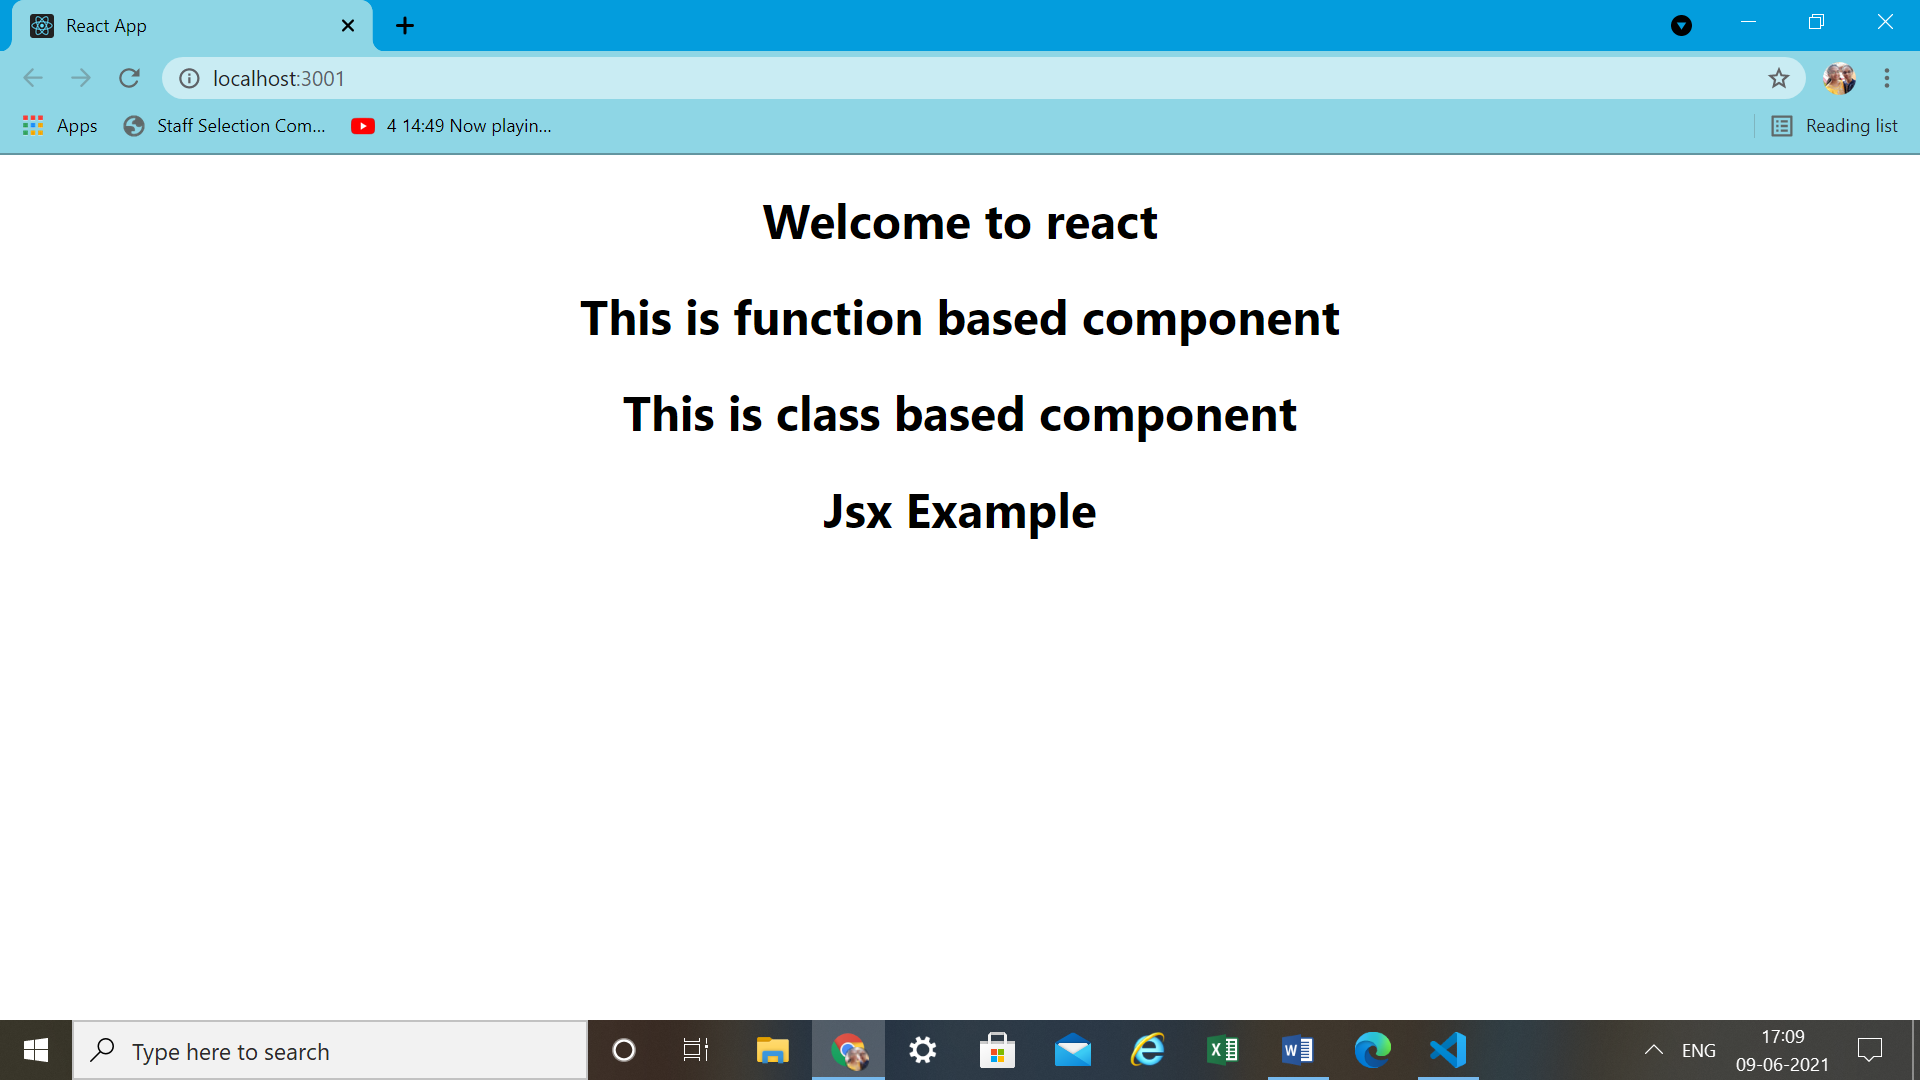 React App
localhost:3001
Apps
Staff Selection Com...
4 14:49 Now playin...
Reading list
Welcome to react
This is function based component
This is class based component
Jsx Example
Type here to search
ENG
17:09
09-06-2021